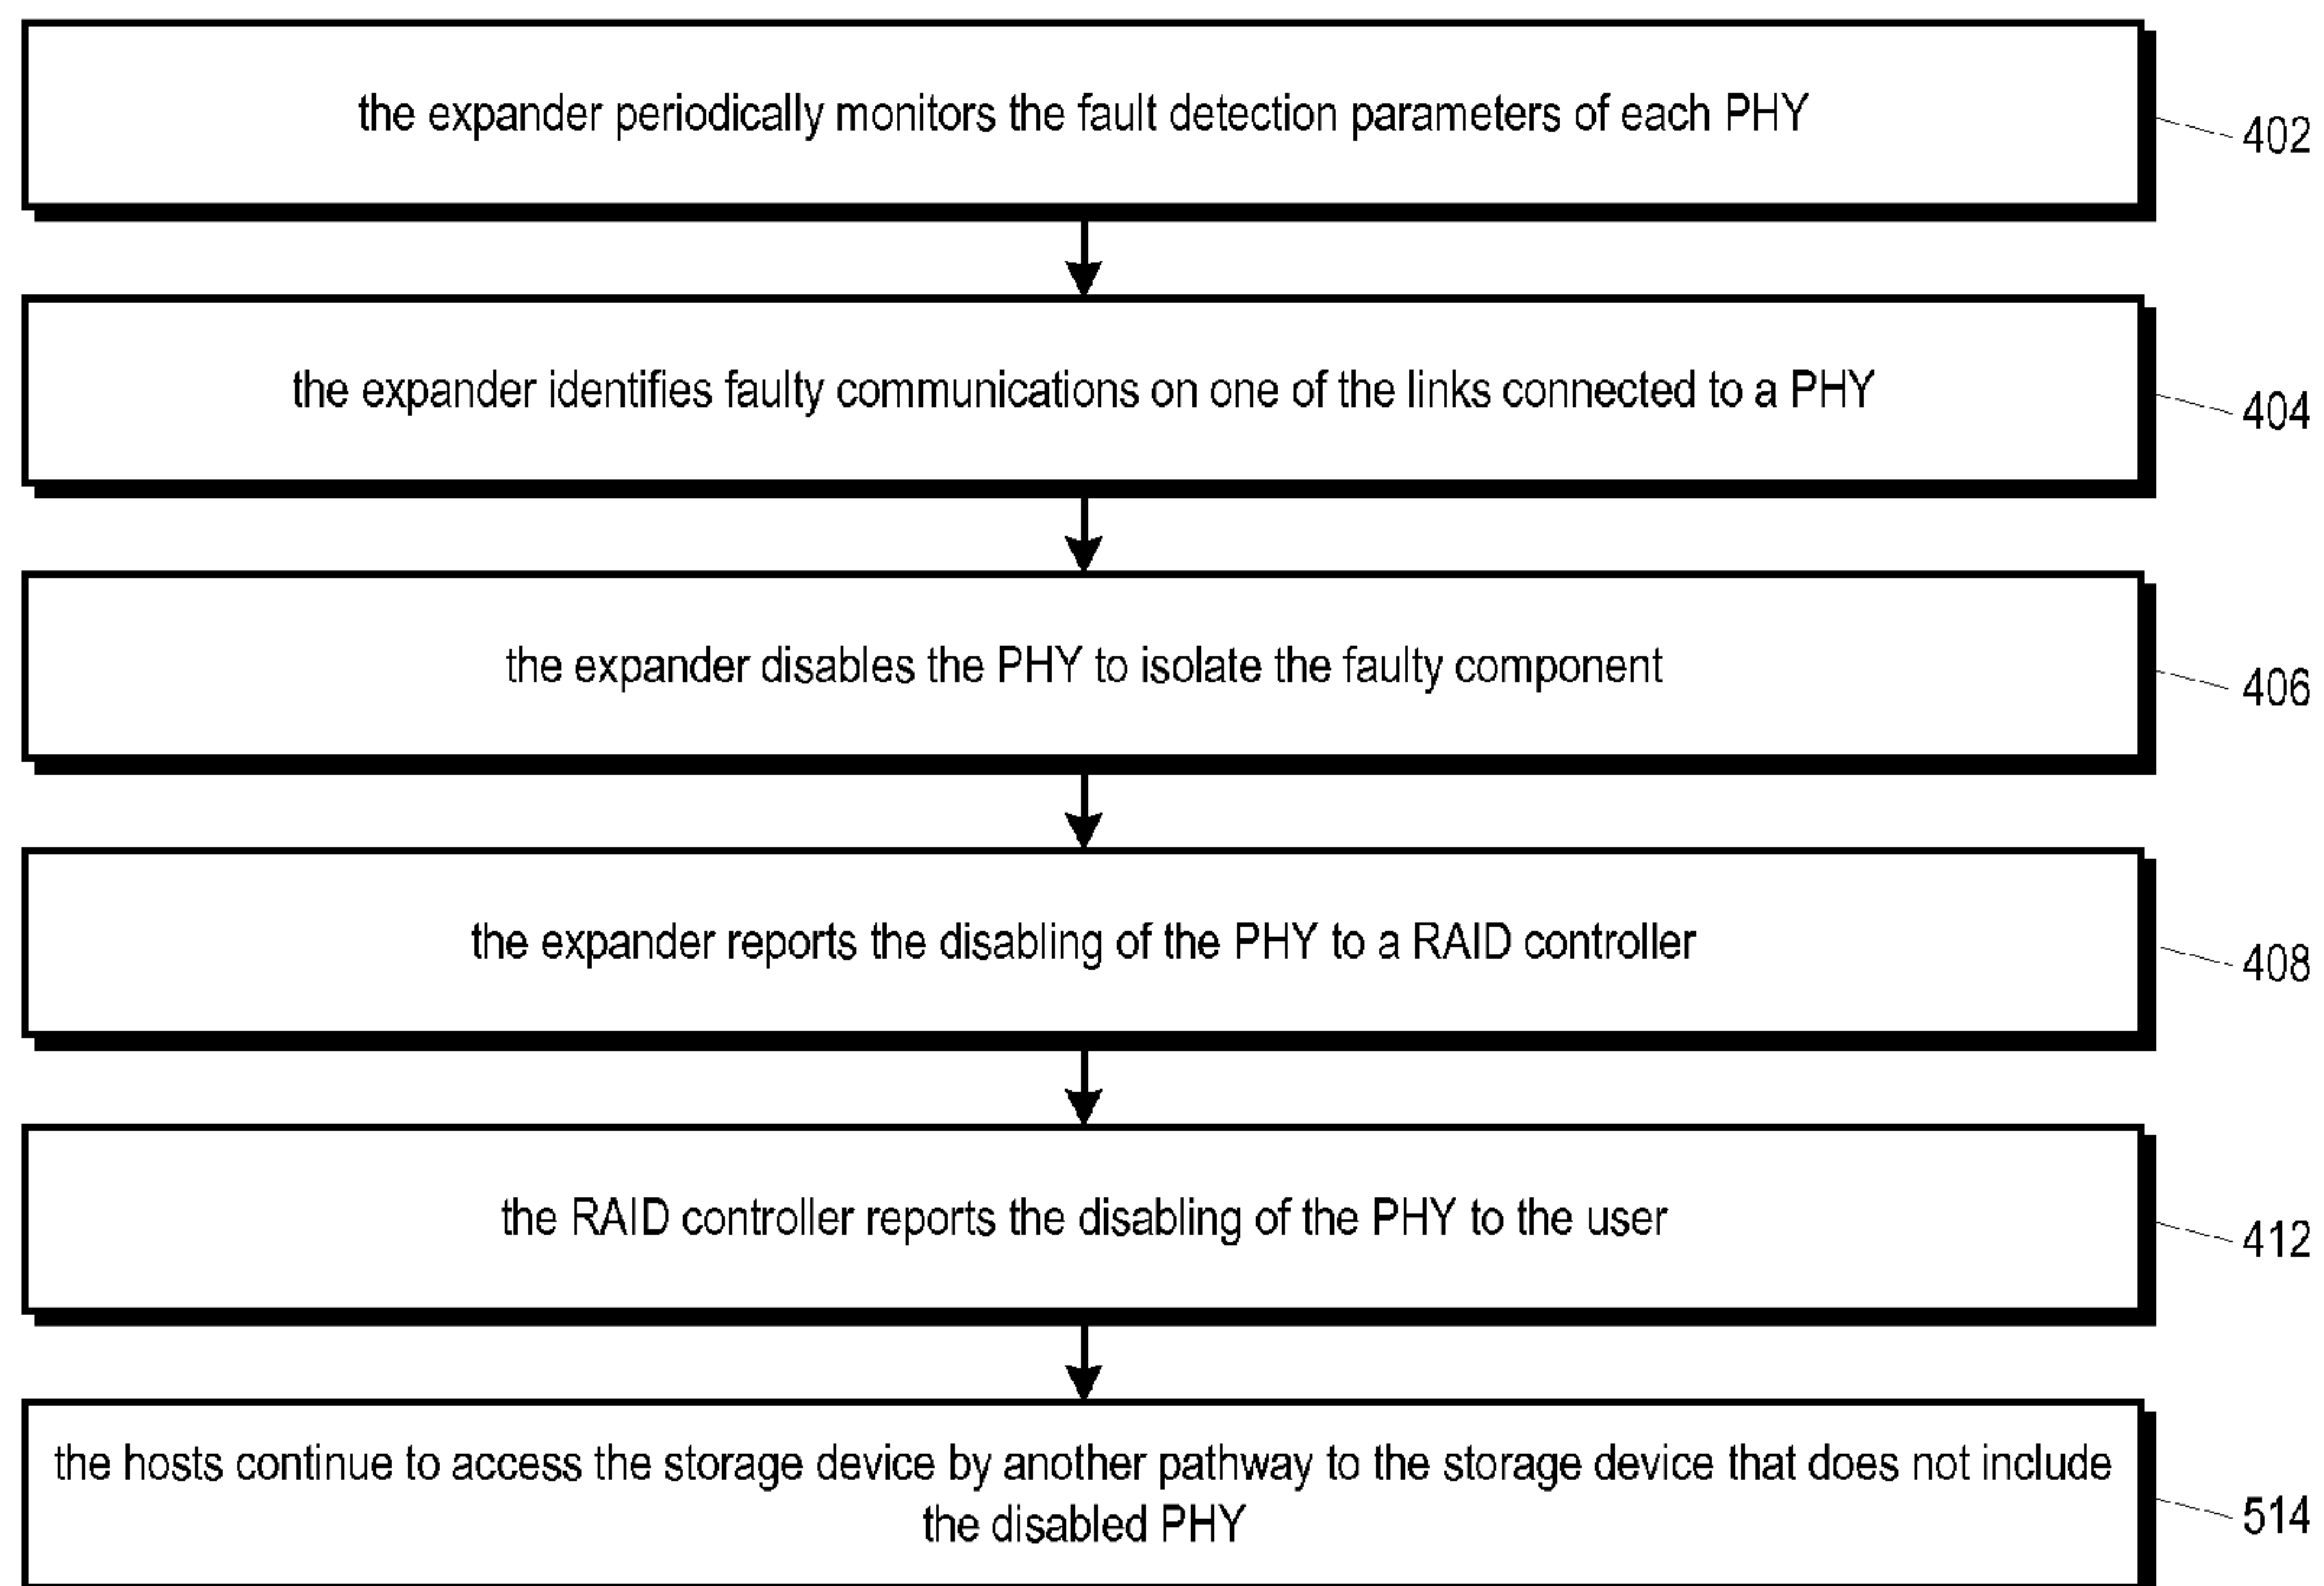 the expander periodically monitors the fault detection parameters of each PHY
402
the expander identifies faulty communications on one of the links connected to a PHY
404
the expander disables the PHY to isolate the faulty component
406
the expander reports the disabling of the PHY to a RAID controller
408
the RAID controller reports the disabling of the PHY to the user
412
the hosts continue to access the storage device by another pathway to the storage device that does not include
the disabled PHY
514